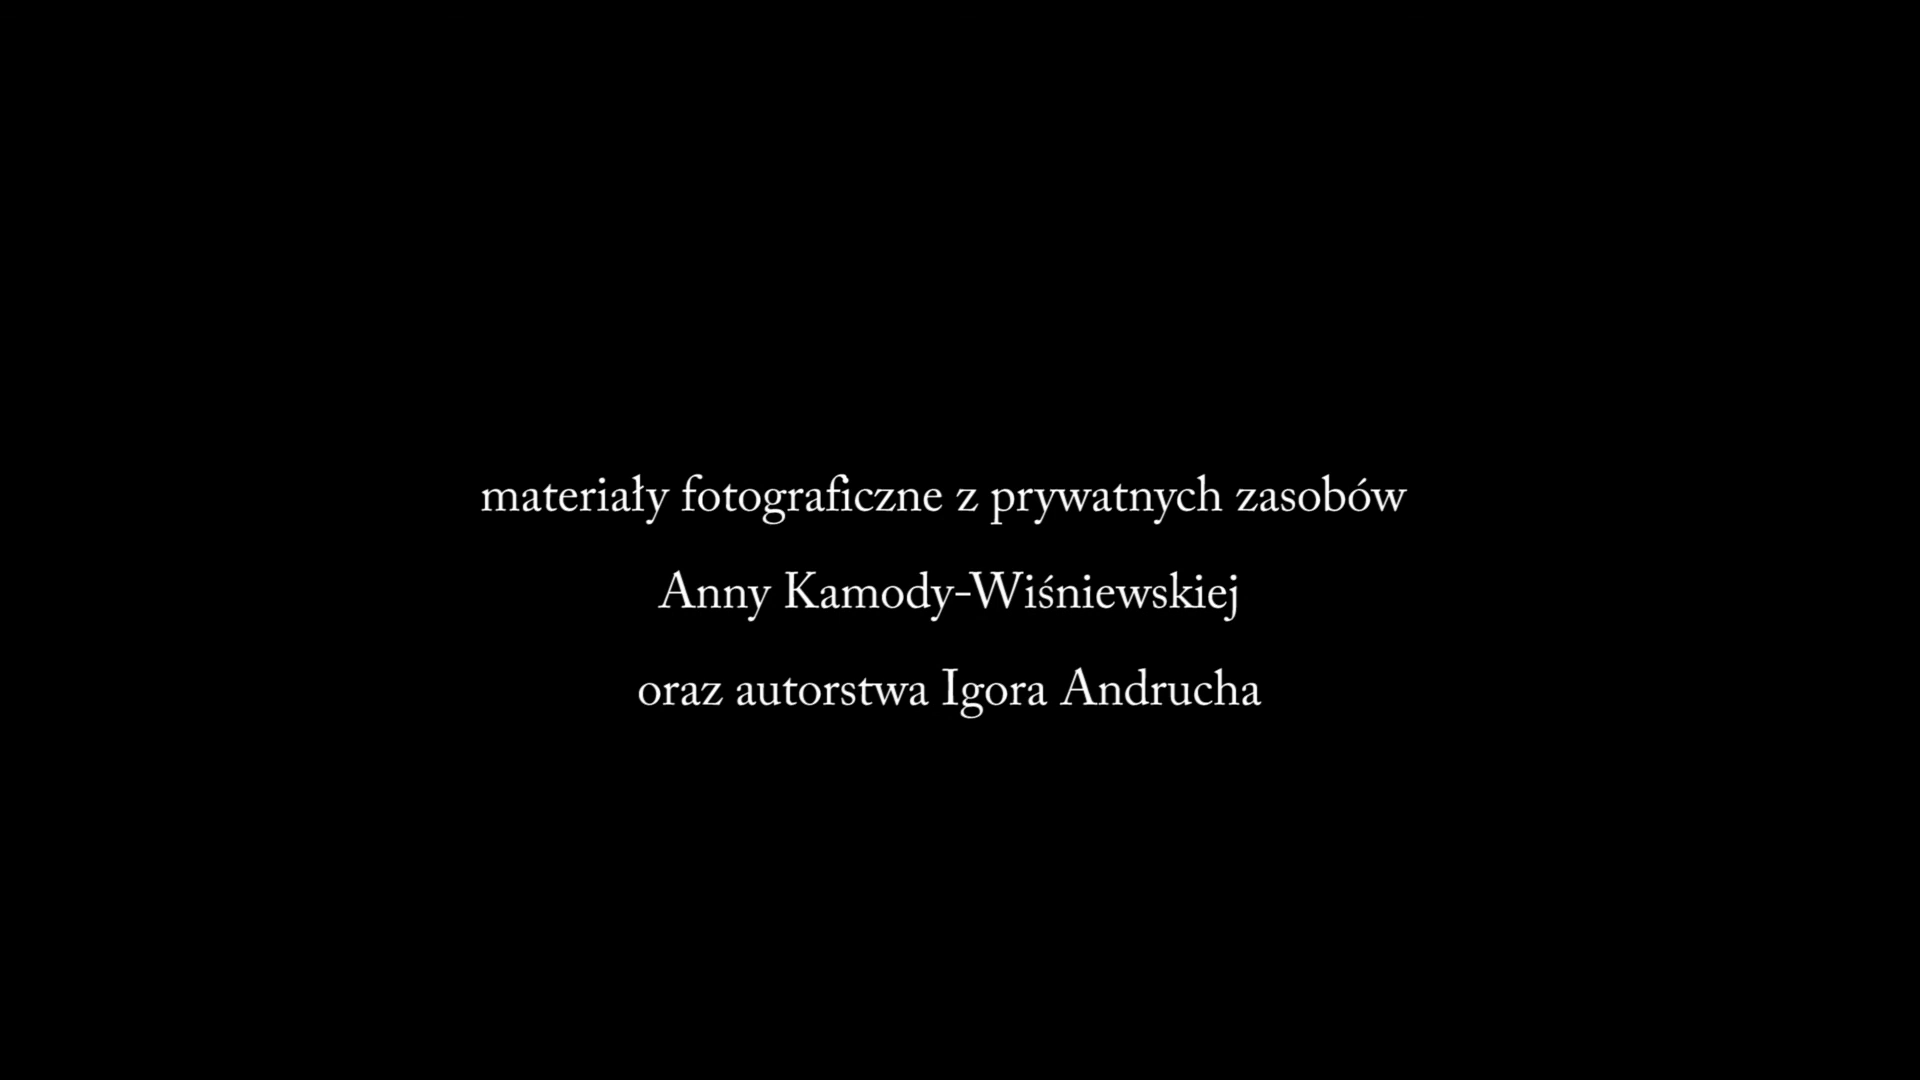 materiały fotograficzne z prywatnych zasobów
Anny Kamody-Wiśniewskiej
oraz autorstwa Igora Andrucha